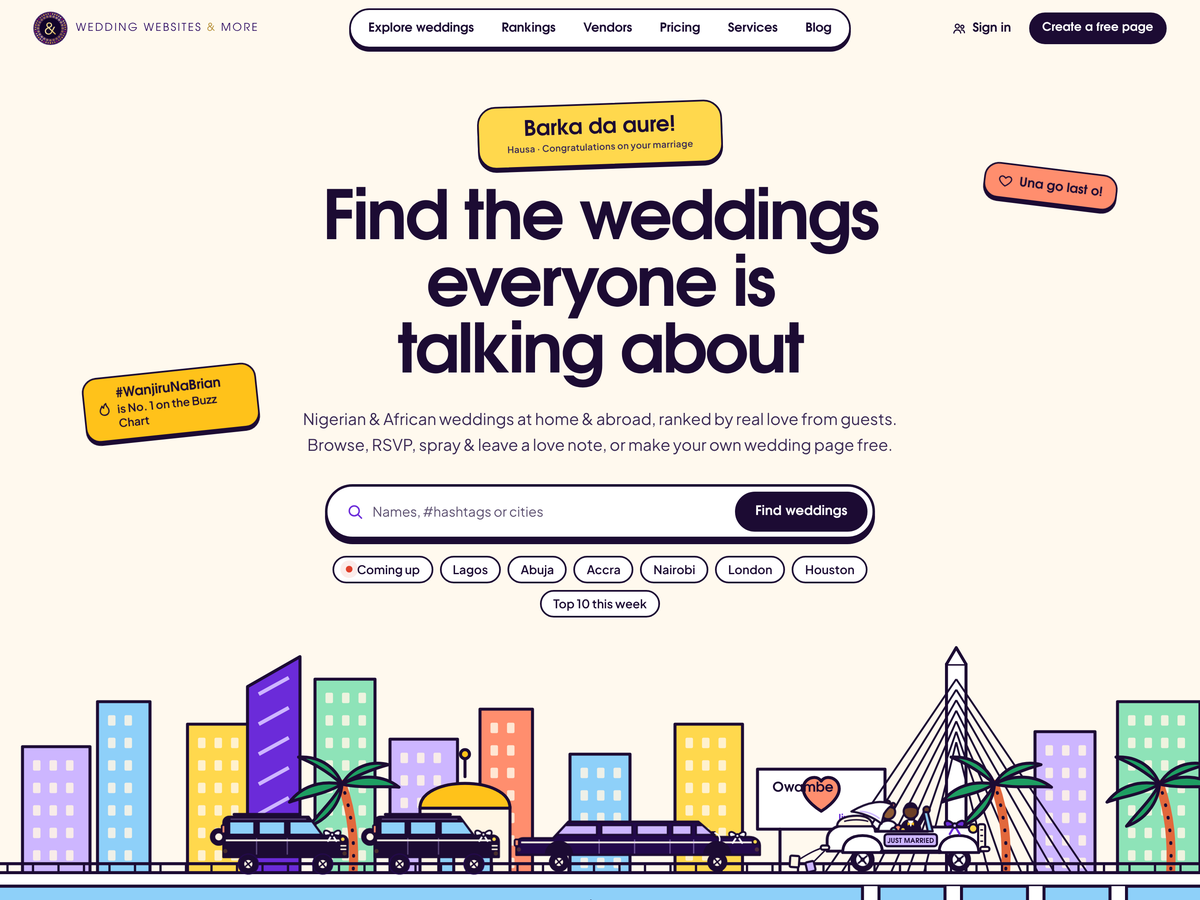 & WEDDING WEBSITES & MORE
Explore weddings
Rankings
Vendors
Pricing
Services
Blog
Sign in
Create a free page
Barka da aure!
Hausa · Congratulations on your marriage
Una go last o!
Find the weddings
everyone is
talking about
#WanjiruNaBrian
is No. 1 on the Buzz
Chart
Nigerian & African weddings at home & abroad, ranked by real love from guests.
Browse, RSVP, spray & leave a love note, or make your own wedding page free.
Names, #hashtags or cities
Find weddings
Coming up
Lagos
Abuja
Accra
Nairobi
London
Houston
Top 10 this week
Owambe
JUST MARRIED